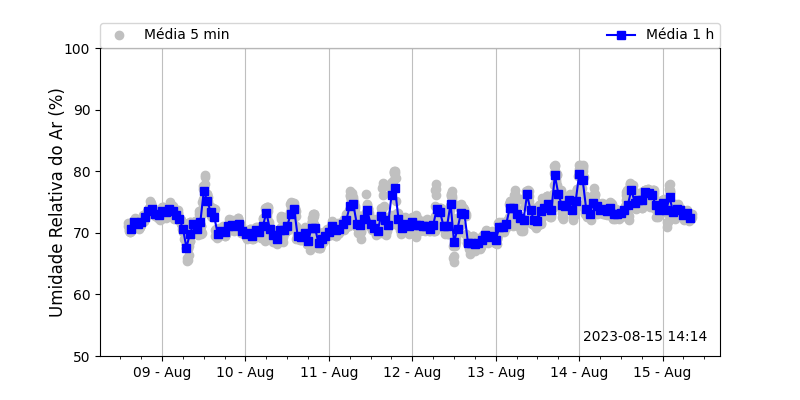 Média 5 min
Média 1 h
Umidade Relativa do Ar (%)
100
90
80
70
60
50
2023-08-15 14:14
09 - Aug
10 - Aug
11 - Aug
12 - Aug
13 - Aug
14 - Aug
15 - Aug